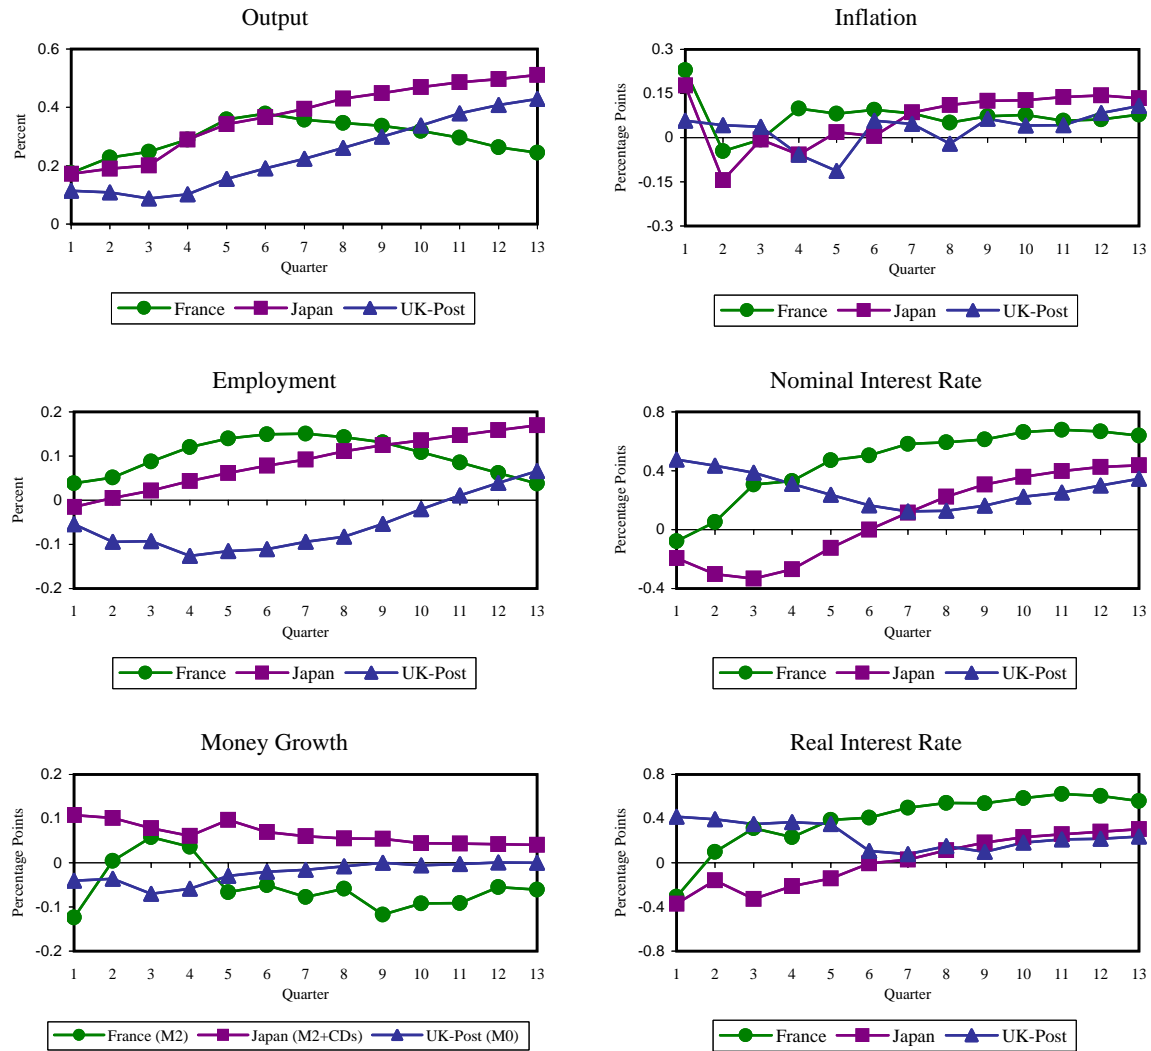 Output
Percent
0.6
0.4
0.2
0
1 2 3 4 5 6 7 8 9 10 11 12 13
Quarter
France Japan UK-Post
Inflation
Percentage Points
0.3
0.15
0
-0.15
-0.3
1 2 3 4 5 6 7 8 9 10 11 12 13
Quarter
France Japan UK-Post
Employment
Percent
0.2
0.1
0
-0.1
-0.2
1 2 3 4 5 6 7 8 9 10 11 12 13
Quarter
France Japan UK-Post
Nominal Interest Rate
Percentage Points
0.8
0.4
0
-0.4
1 2 3 4 5 6 7 8 9 10 11 12 13
Quarter
France Japan UK-Post
Money Growth
Percentage Points
0.2
0.1
0
-0.1
-0.2
1 2 3 4 5 6 7 8 9 10 11 12 13
Quarter
France (M2) Japan (M2+CDs) UK-Post (M0)
Real Interest Rate
Percentage Points
0.8
0.4
0
-0.4
-0.8
1 2 3 4 5 6 7 8 9 10 11 12 13
Quarter
France Japan UK-Post